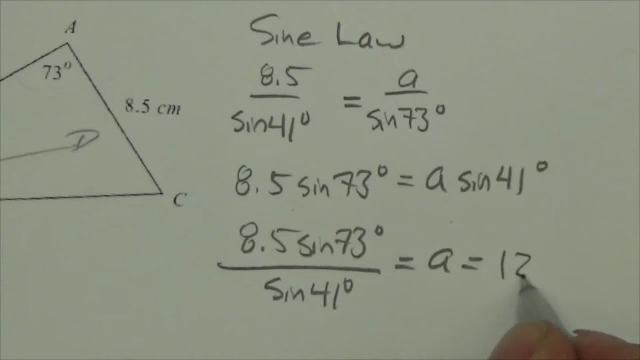 Sine Law
A
73°
8.5 cm
C
8.5 / sin41° = a / sin73°
8.5 sin73° = a sin41°
8.5 sin73° / sin41° = a = 12